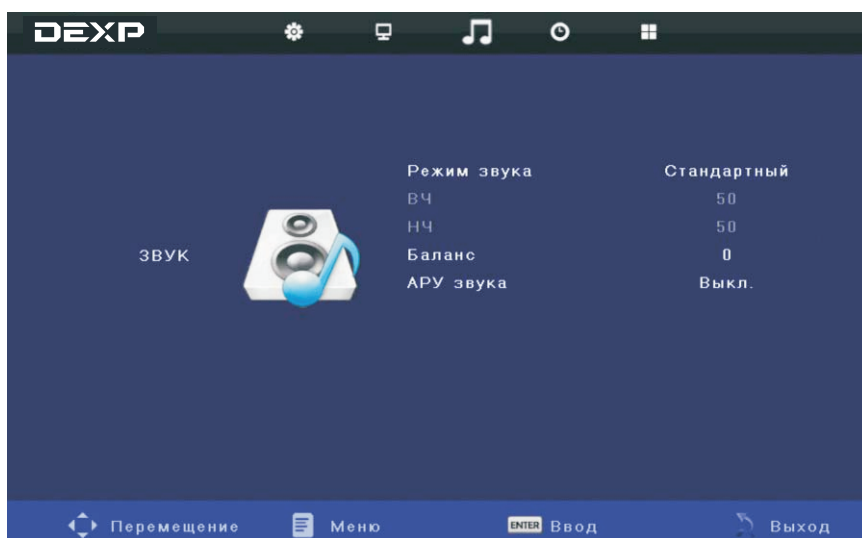 DEXP
Режим звука Стандартный
ВЧ 50
НЧ 50
ЗВУК
Баланс 0
АРУ звука Выкл.
Перемещение Меню ENTER Ввод Выход